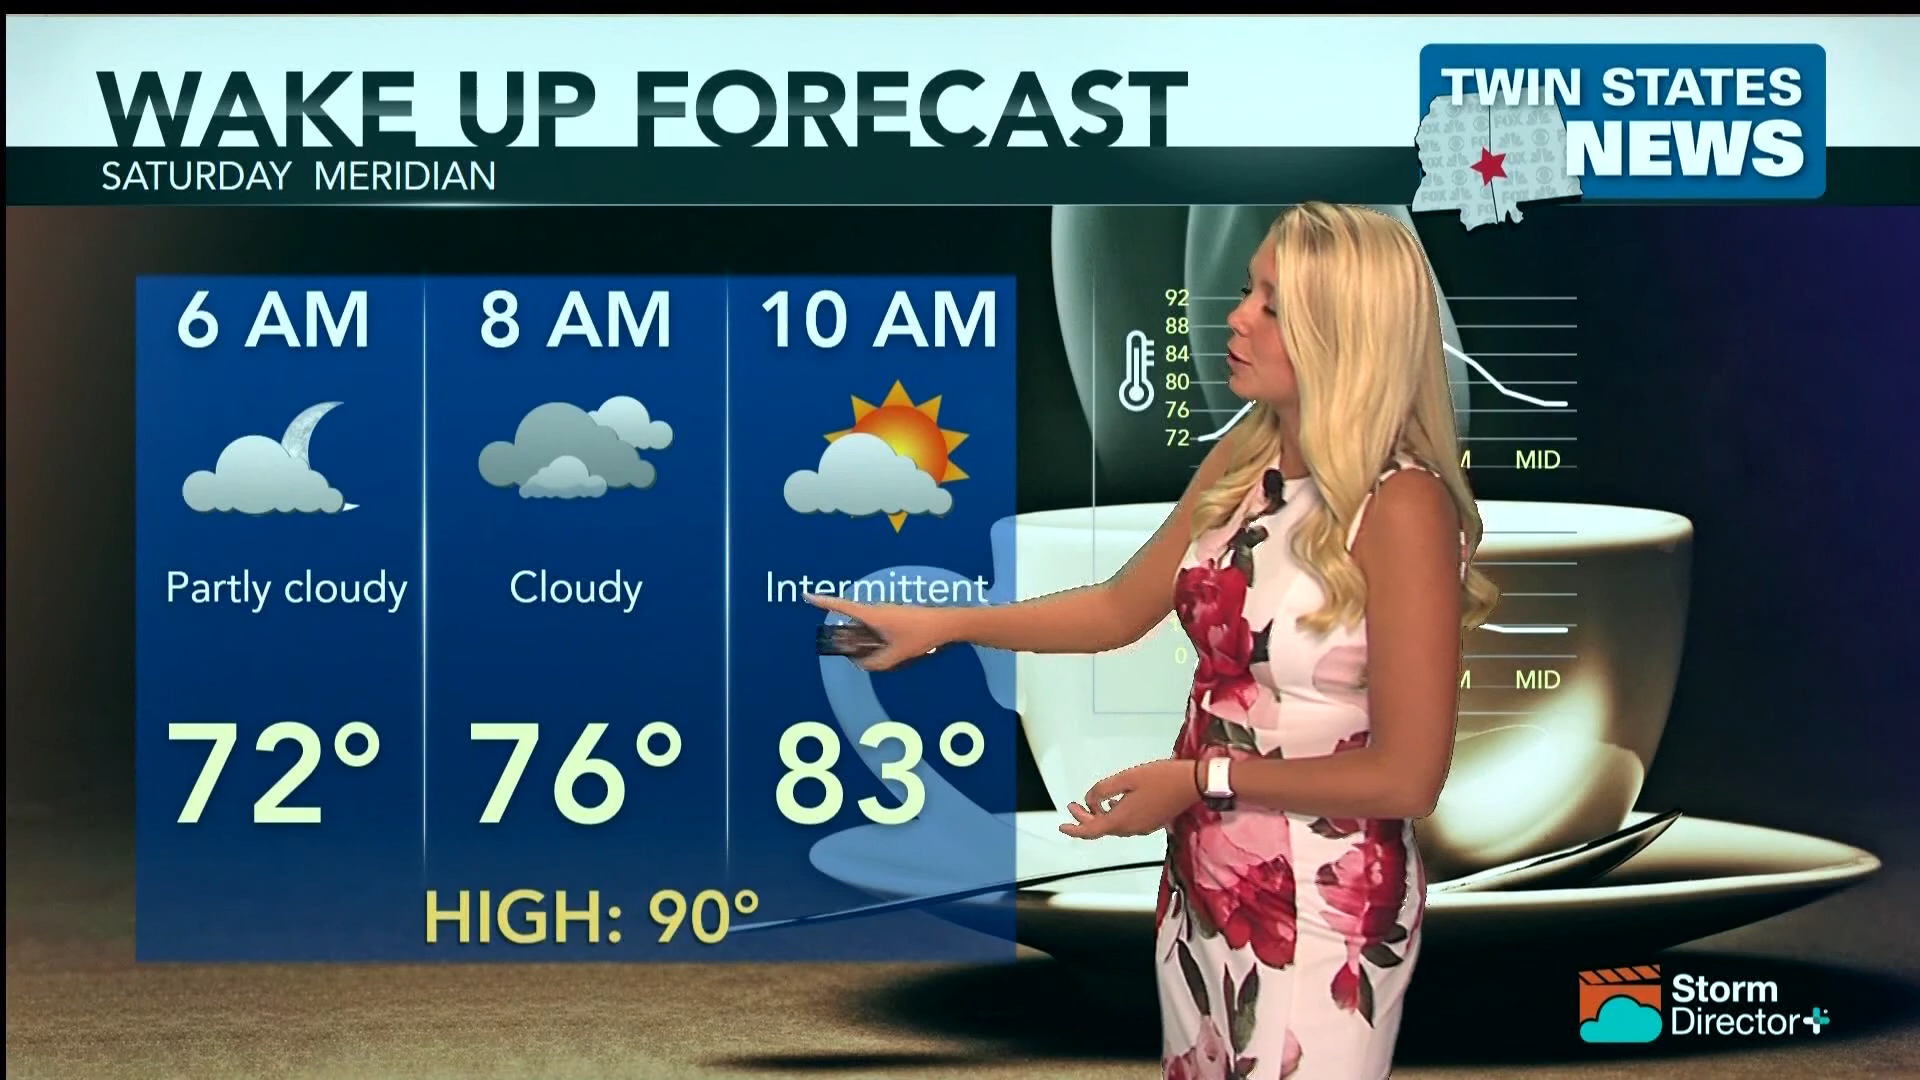 WAKE UP FORECAST
SATURDAY MERIDIAN
TWIN STATES
NEWS
6 AM
8 AM
10 AM
Partly cloudy
Cloudy
Intermittent
72°
76°
83°
HIGH: 90°
92
88
84
80
76
72
MID
0
MID
Storm
Director+